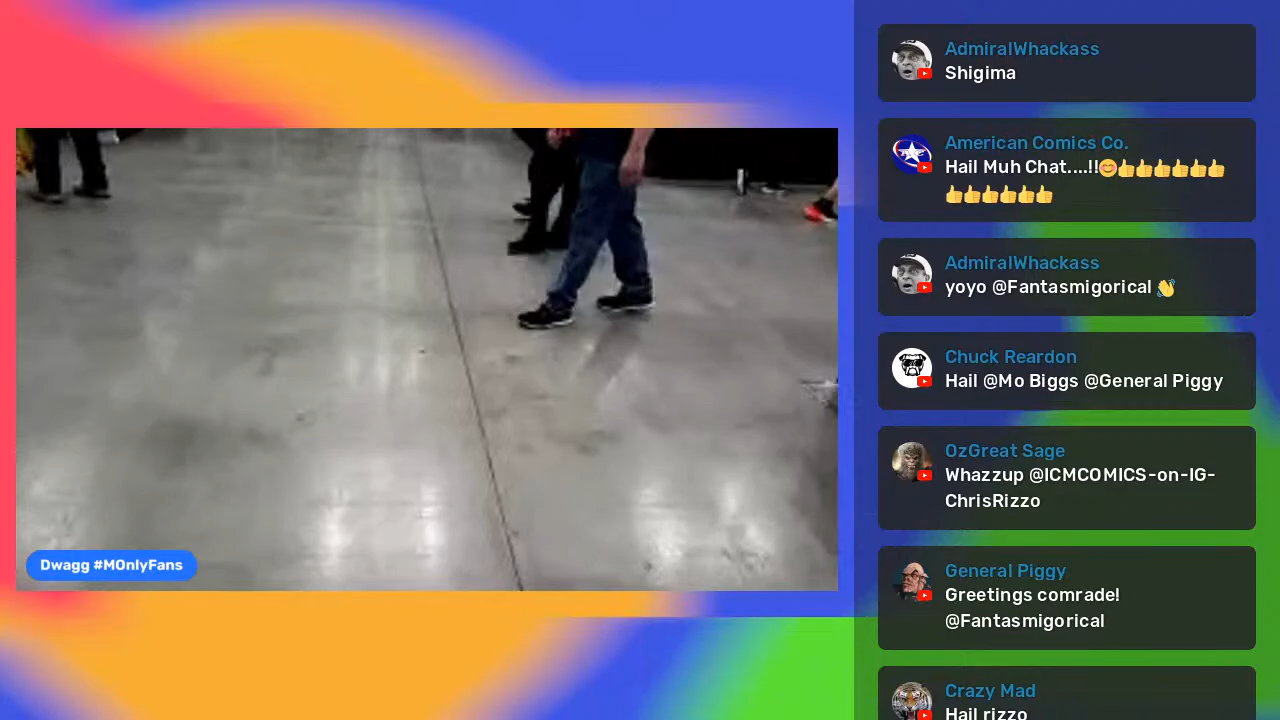 AdmiralWhackass
Shigima
American Comics Co.
Hail Muh Chat....!!😊👍👍👍👍👍👍
👍👍👍👍👍👍
AdmiralWhackass
yoyo @Fantasmigorical 👋
Chuck Reardon
Hail @Mo Biggs @General Piggy
OzGreat Sage
Whazzup @ICMCOMICS-on-IG-
ChrisRizzo
General Piggy
Greetings comrade!
@Fantasmigorical
Crazy Mad
Hail rizzo
Dwagg #MOnlyFans